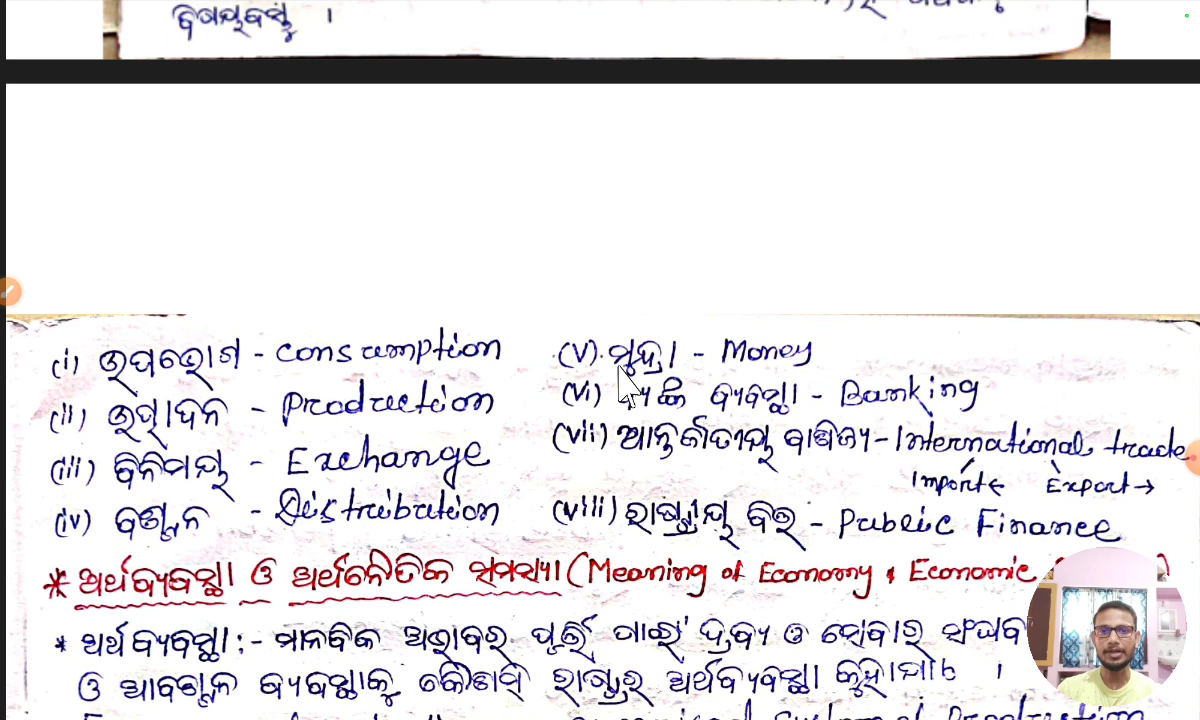 ବିଷୟବସ୍ତୁ ।
(i) ଉପଭୋଗ - consumption
(ii) ଉତ୍ପାଦନ - production
(iii) ବିନିମୟ - Exchange
(iv) ବଣ୍ଟନ - Distribution
(v) ମୁଦ୍ରା - Money
(vi) ବ୍ୟବସ୍ଥା - Banking
(vii) ଆନ୍ତର୍ଜାତୀୟ ବାଣିଜ୍ୟ - International trade
Import← Export→
(viii) ରାଷ୍ଟ୍ରୀୟ ବିତ୍ତ - Public Finance
* ଅର୍ଥବ୍ୟବସ୍ଥା ଓ ଅର୍ଥନୈତିକ ସମସ୍ୟା (Meaning of Economy & Economic
* ଅର୍ଥବ୍ୟବସ୍ଥା :- ମାନବିକ ଅଭାବର ପୂର୍ତ୍ତି ପାଇଁ ଦ୍ରବ୍ୟ ଓ ସେବାର
ଓ ଆବଣ୍ଟନ ବ୍ୟବସ୍ଥାକୁ କୌଣସି ରାଷ୍ଟ୍ରର ଅର୍ଥବ୍ୟବସ୍ଥା କୁହାଯାଏ ।